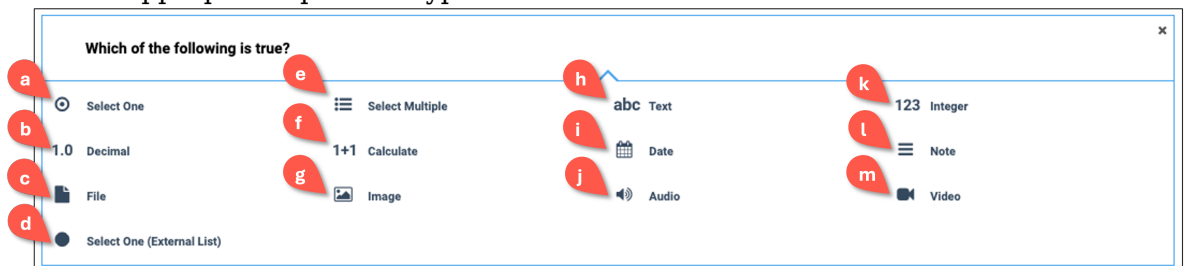 Which of the following is true?
×
a e h k
Select One Select Multiple abc Text 123 Integer
b f i l
1.0 Decimal 1+1 Calculate Date Note
c g j m
File Image Audio Video
d
Select One (External List)